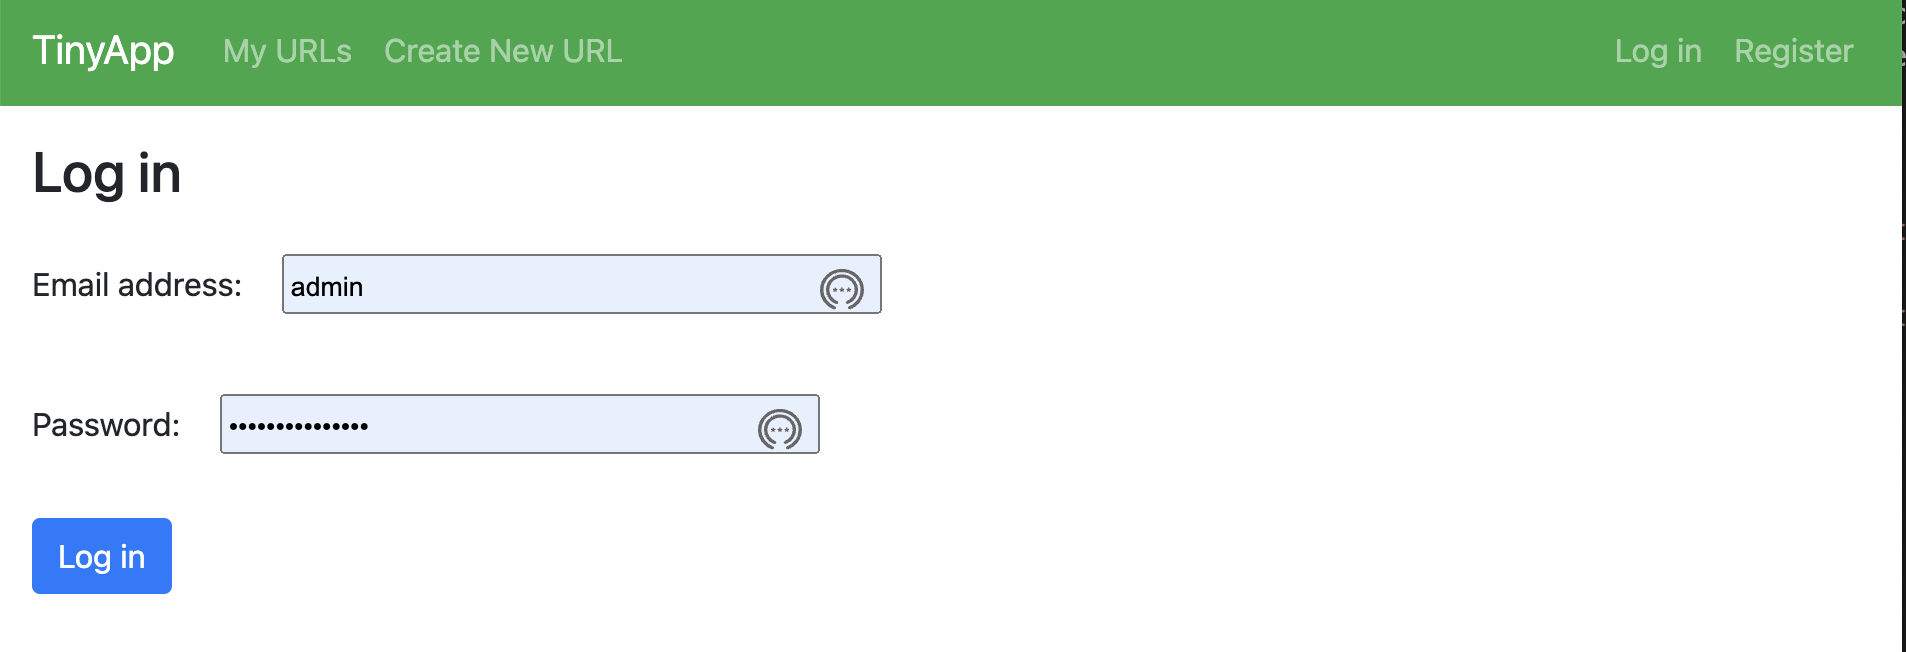 TinyApp My URLs Create New URL Log in Register
Log in
Email address: admin
Password: •••••••••••••••
Log in